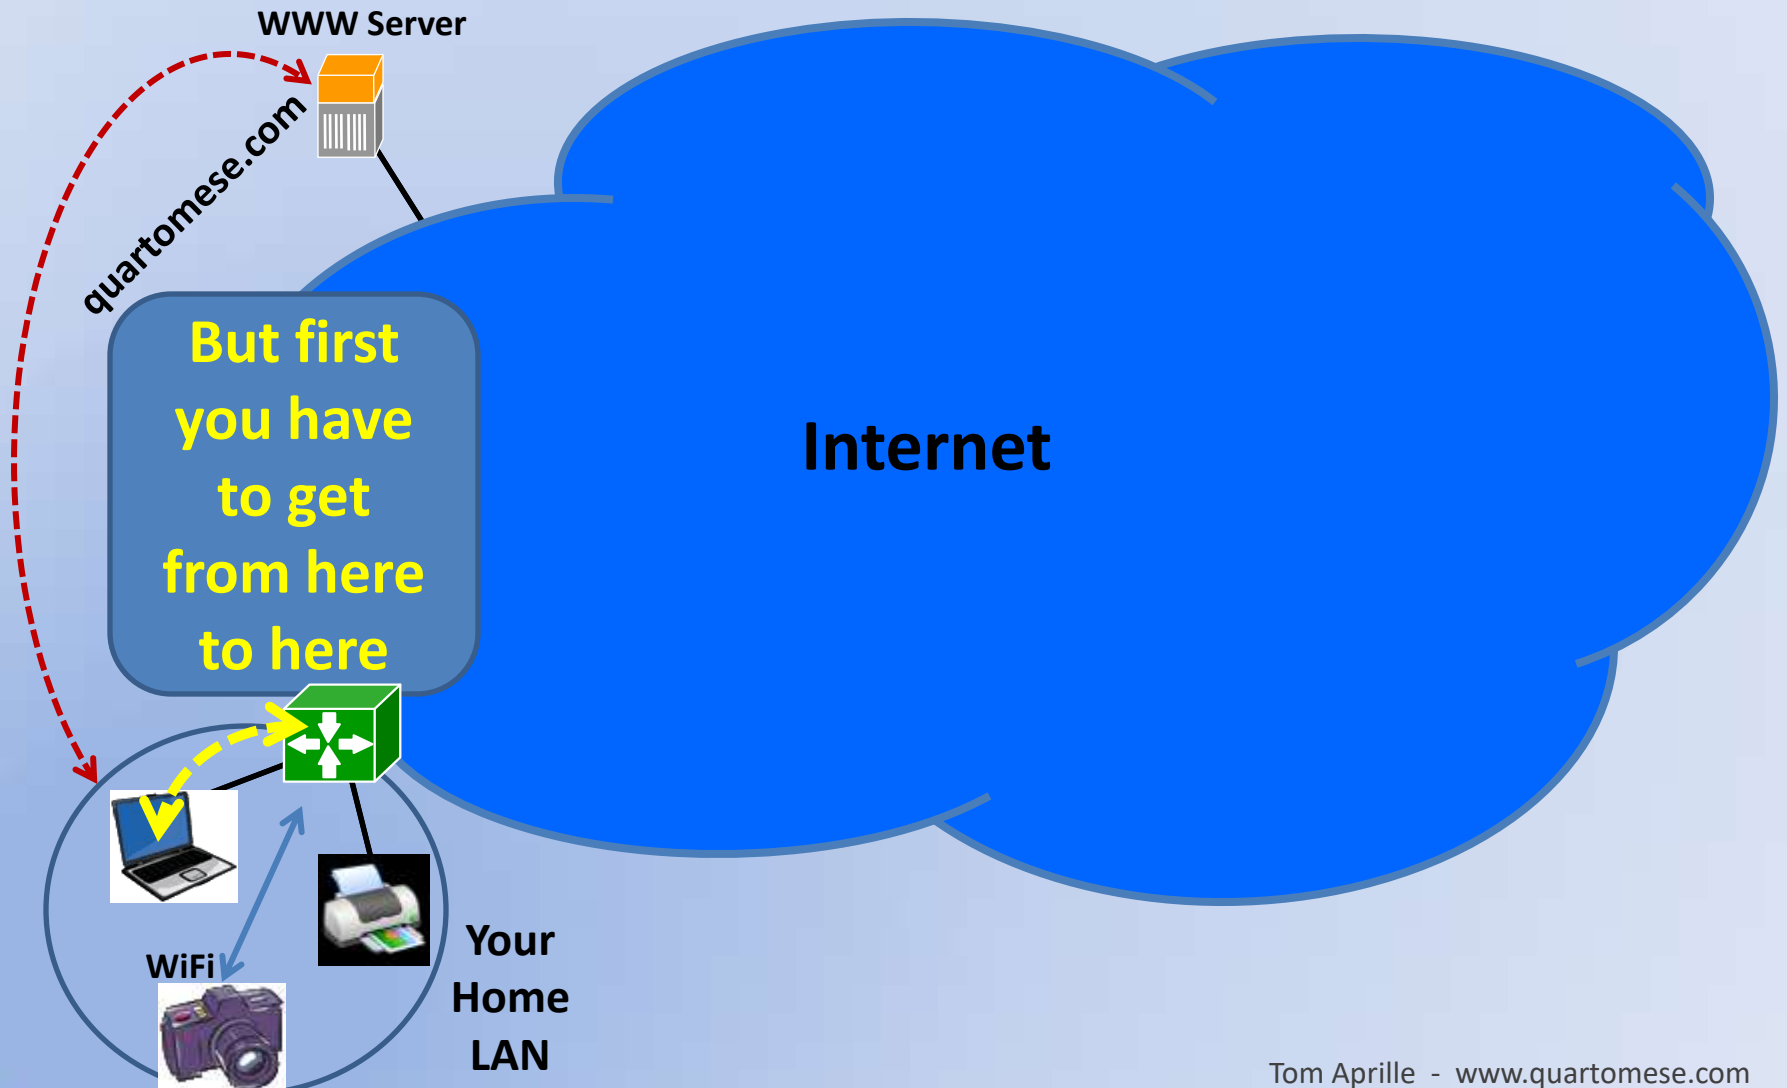 WWW Server
quartomese.com
But first
you have
to get
from here
to here
Internet
WiFi
Your
Home
LAN
Tom Aprille - www.quartomese.com